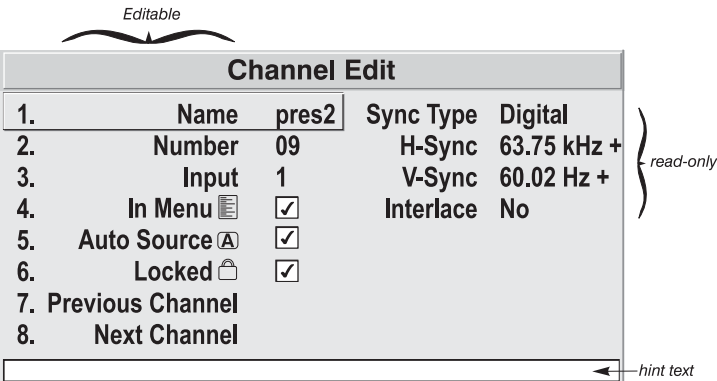 Editable
Channel Edit
1. Name pres2 Sync Type Digital
2. Number 09 H-Sync 63.75 kHz +
3. Input 1 V-Sync 60.02 Hz +
read-only
4. In Menu Interlace No
5. Auto Source A
6. Locked
7. Previous Channel
8. Next Channel
hint text